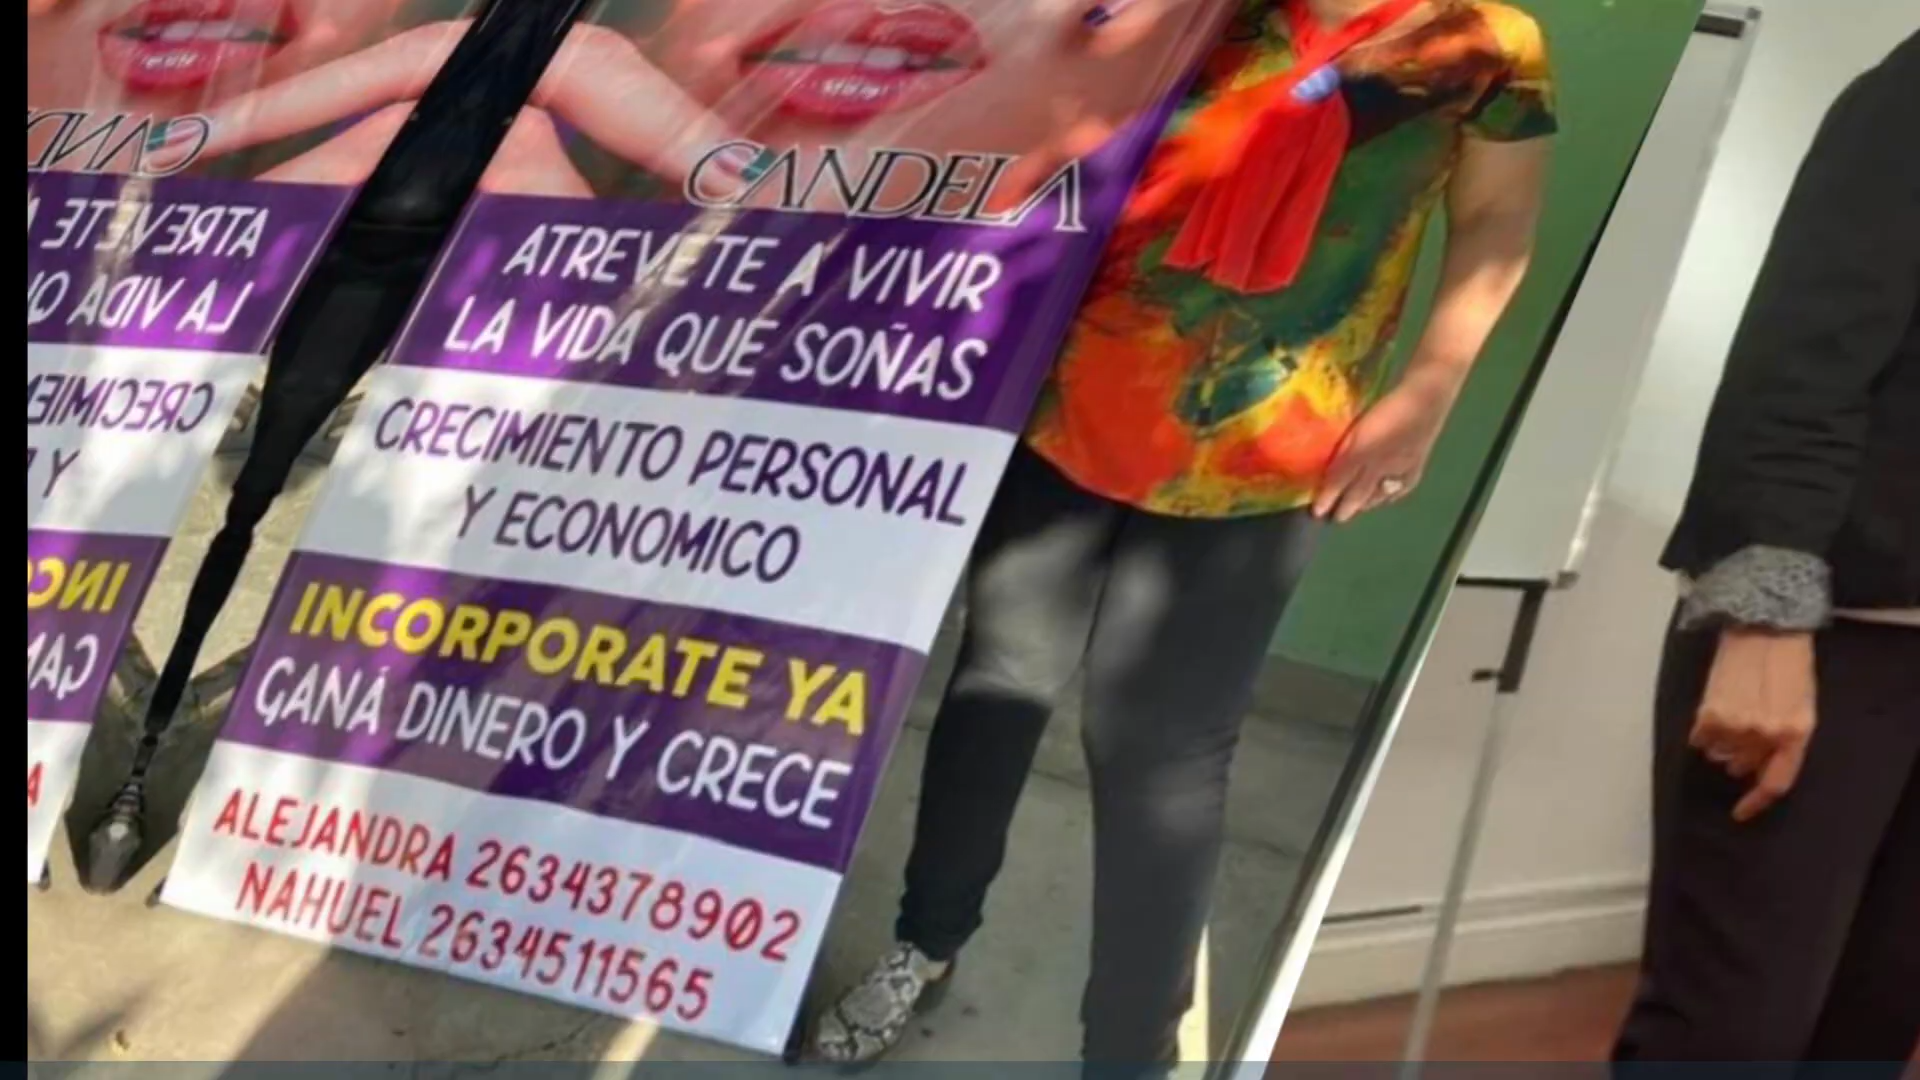 CANDELA
ATREVETE A VIVIR
LA VIDA QUE SOÑAS
CRECIMIENTO PERSONAL
Y ECONOMICO
INCORPORATE YA
GANÁ DINERO Y CRECE
ALEJANDRA 2634378902
NAHUEL 2634511565